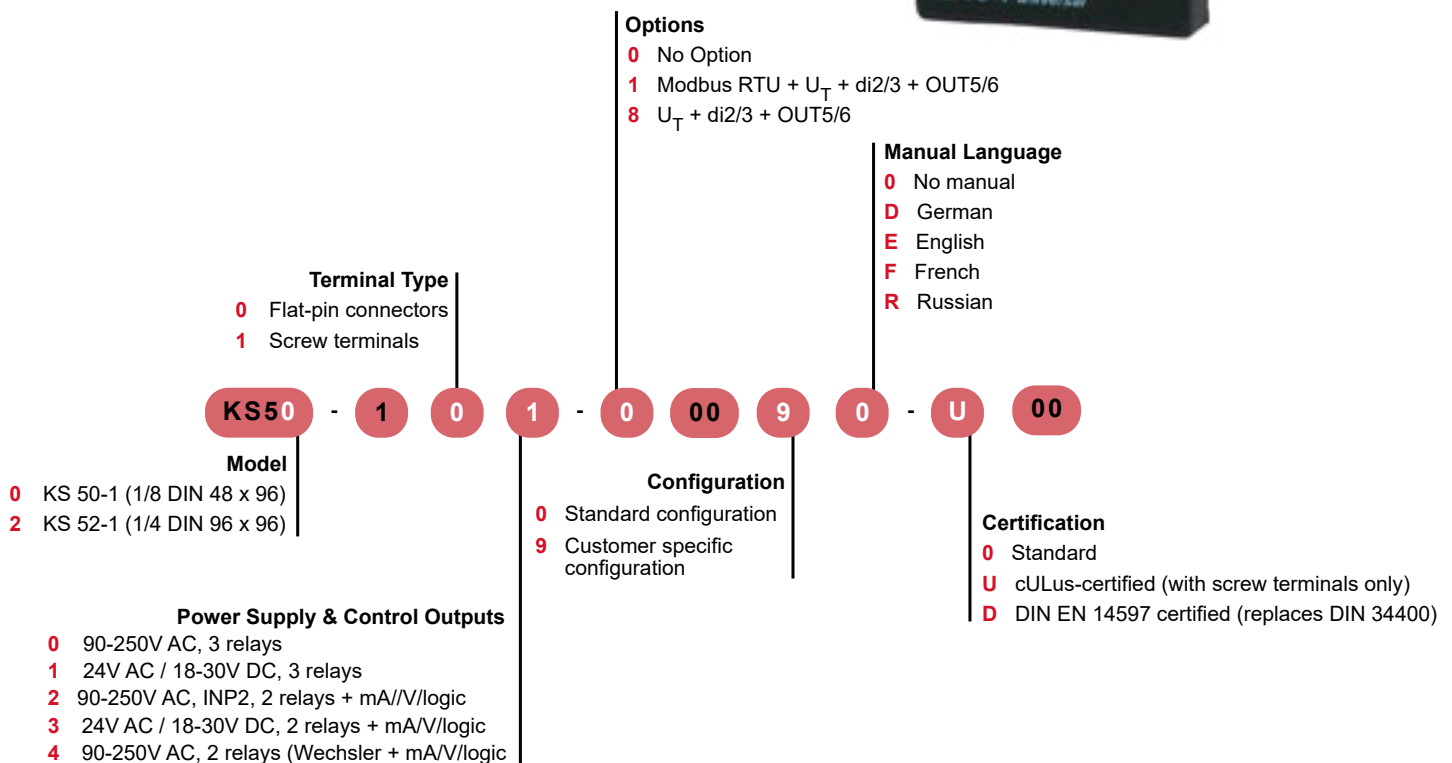 Options
0 No Option
1 Modbus RTU + UT + di2/3 + OUT5/6
8 UT + di2/3 + OUT5/6
Manual Language
0 No manual
D German
E English
F French
R Russian
Terminal Type
0 Flat-pin connectors
1 Screw terminals
KS50 - 1 0 1 - 0 00 9 0 - U 00
Model
0 KS 50-1 (1/8 DIN 48 x 96)
2 KS 52-1 (1/4 DIN 96 x 96)
Configuration
0 Standard configuration
9 Customer specific
configuration
Certification
0 Standard
U cULus-certified (with screw terminals only)
D DIN EN 14597 certified (replaces DIN 34400)
Power Supply & Control Outputs
0 90-250V AC, 3 relays
1 24V AC / 18-30V DC, 3 relays
2 90-250V AC, INP2, 2 relays + mA//V/logic
3 24V AC / 18-30V DC, 2 relays + mA/V/logic
4 90-250V AC, 2 relays (Wechsler + mA/V/logic